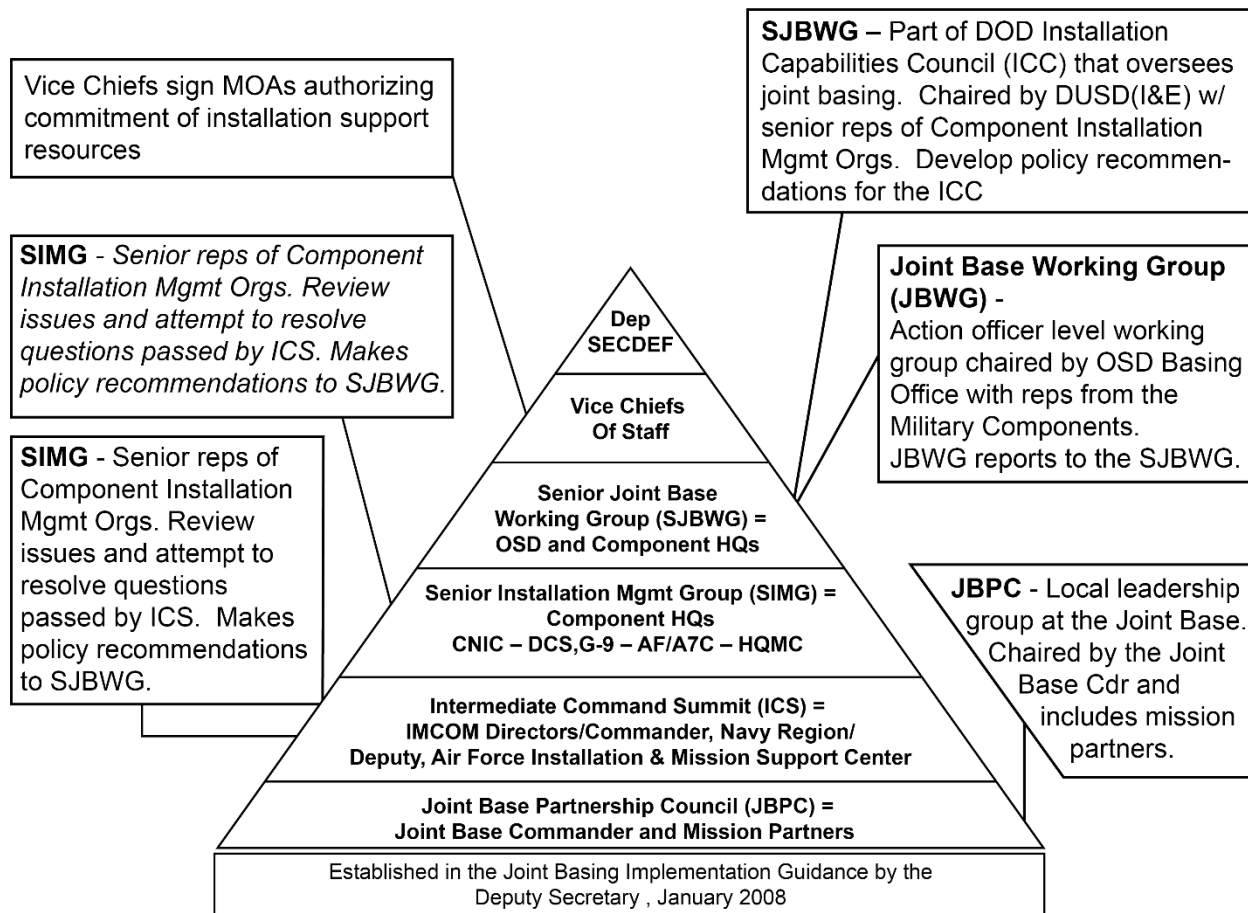 Vice Chiefs sign MOAs authorizing
commitment of installation support
resources
SJBWG – Part of DOD Installation
Capabilities Council (ICC) that oversees
joint basing.  Chaired by DUSD(I&E) w/
senior reps of Component Installation
Mgmt Orgs.  Develop policy recommen-
dations for the ICC
SIMG - Senior reps of Component
Installation Mgmt Orgs. Review
issues and attempt to resolve
questions passed by ICS. Makes
policy recommendations to SJBWG.
Joint Base Working Group
(JBWG) -
Action officer level working
group chaired by OSD Basing
Office with reps from the
Military Components.
JBWG reports to the SJBWG.
SIMG - Senior reps of
Component Installation
Mgmt Orgs. Review
issues and attempt to
resolve questions
passed by ICS.  Makes
policy recommendations
to SJBWG.
JBPC - Local leadership
group at the Joint Base.
Chaired by the Joint
Base Cdr and
includes mission
partners.
Dep
SECDEF
Vice Chiefs
Of Staff
Senior Joint Base
Working Group (SJBWG) =
OSD and Component HQs
Senior Installation Mgmt Group (SIMG) =
Component HQs
CNIC – DCS,G-9 – AF/A7C – HQMC
Intermediate Command Summit (ICS) =
IMCOM Directors/Commander, Navy Region/
Deputy, Air Force Installation & Mission Support Center
Joint Base Partnership Council (JBPC) =
Joint Base Commander and Mission Partners
Established in the Joint Basing Implementation Guidance by the
Deputy Secretary , January 2008